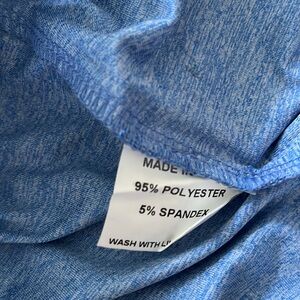 MADE
95% POLYESTER
5% SPANDEX
WASH WITH